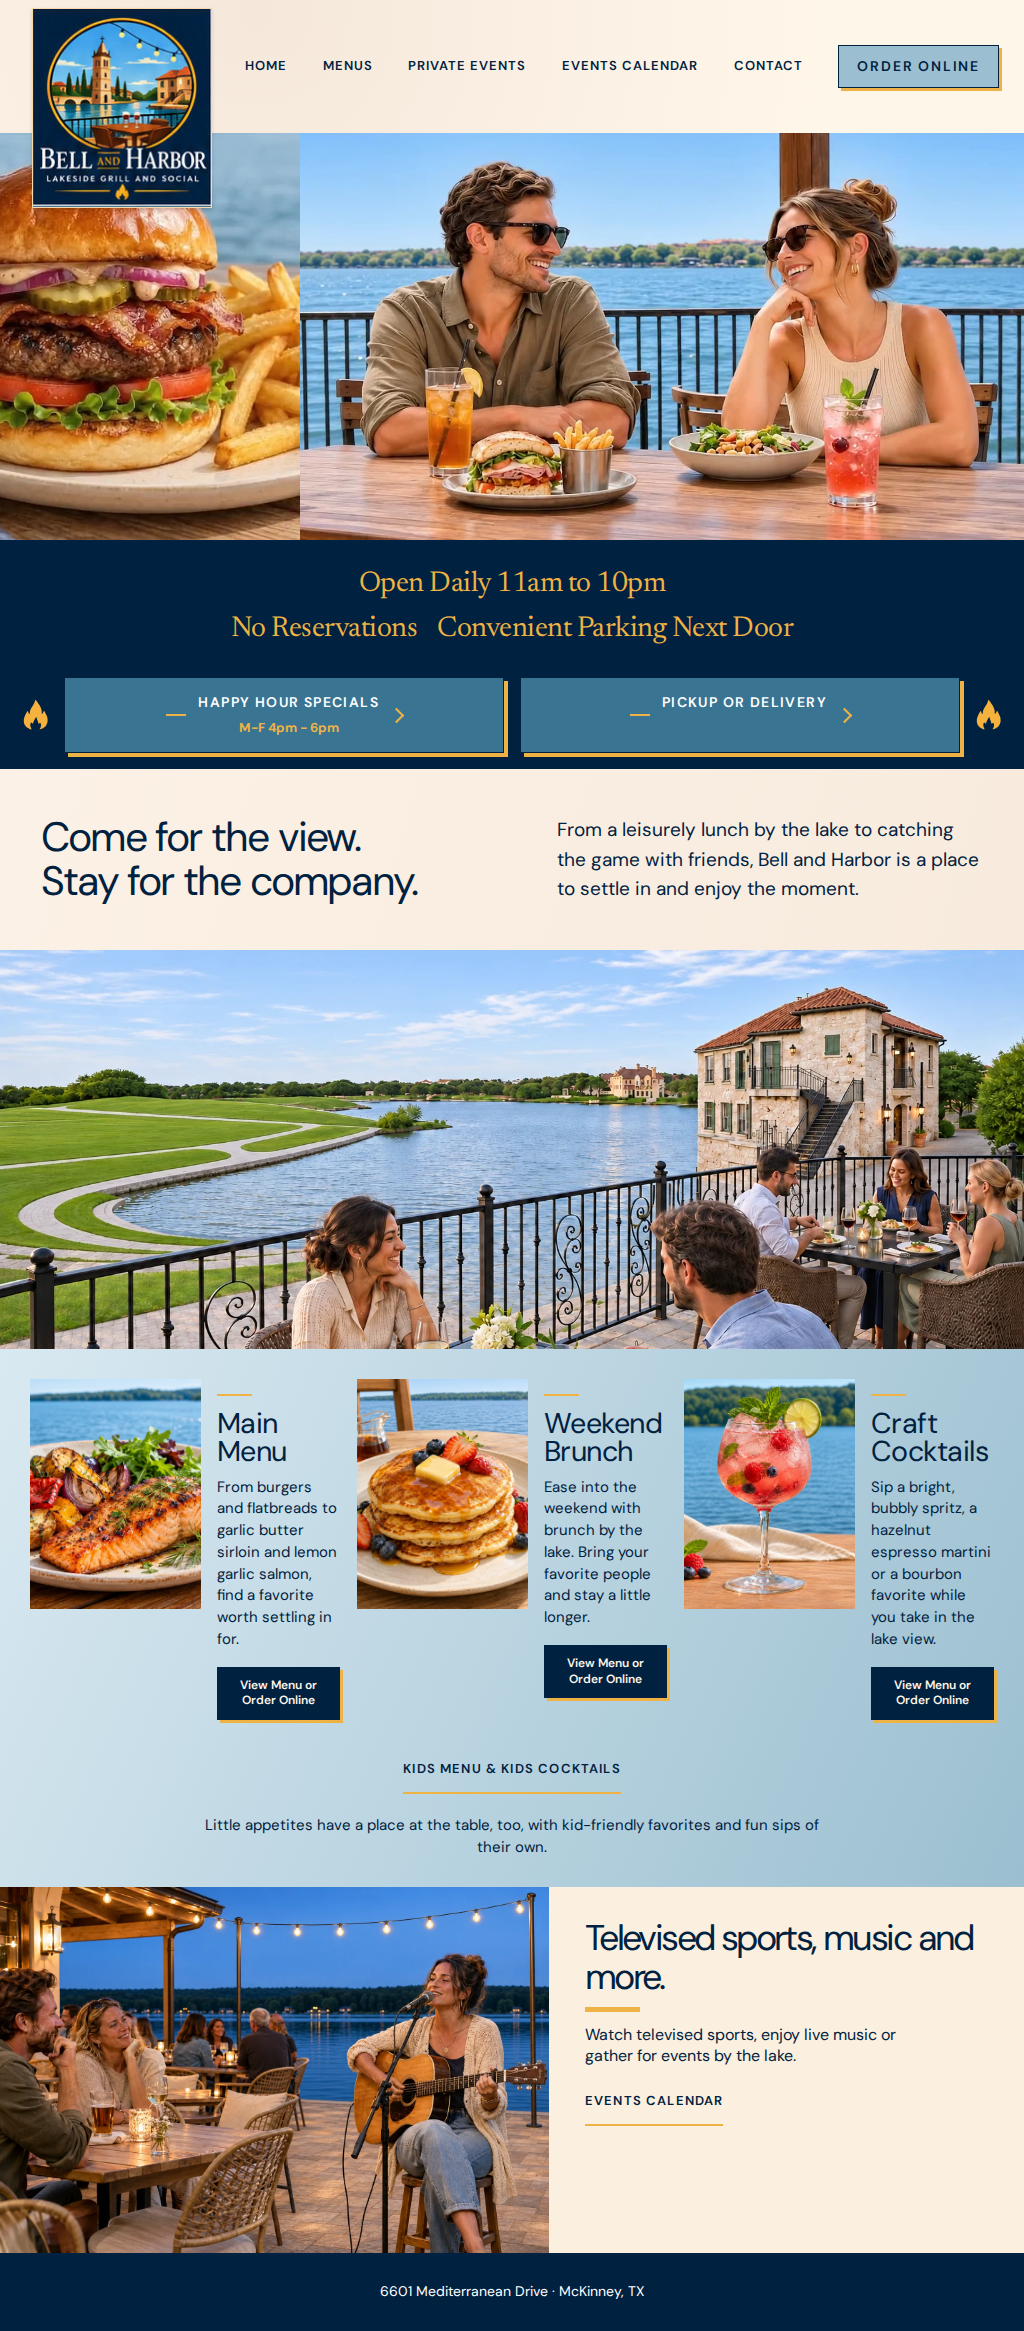 BELL AND HARBOR
LAKESIDE GRILL AND SOCIAL
HOME
MENUS
PRIVATE EVENTS
EVENTS CALENDAR
CONTACT
ORDER ONLINE
Open Daily 11am to 10pm
No Reservations Convenient Parking Next Door
HAPPY HOUR SPECIALS
M-F 4pm - 6pm
PICKUP OR DELIVERY
Come for the view.
Stay for the company.
From a leisurely lunch by the lake to catching
the game with friends, Bell and Harbor is a place
to settle in and enjoy the moment.
Main
Menu
From burgers
and flatbreads to
garlic butter
sirloin and lemon
garlic salmon,
find a favorite
worth settling in
for.
View Menu or
Order Online
Weekend
Brunch
Ease into the
weekend with
brunch by the
lake. Bring your
favorite people
and stay a little
longer.
View Menu or
Order Online
Craft
Cocktails
Sip a bright,
bubbly spritz, a
hazelnut
espresso martini
or a bourbon
favorite while
you take in the
lake view.
View Menu or
Order Online
KIDS MENU & KIDS COCKTAILS
Little appetites have a place at the table, too, with kid-friendly favorites and fun sips of
their own.
Televised sports, music and
more.
Watch televised sports, enjoy live music or
gather for events by the lake.
EVENTS CALENDAR
6601 Mediterranean Drive · McKinney, TX